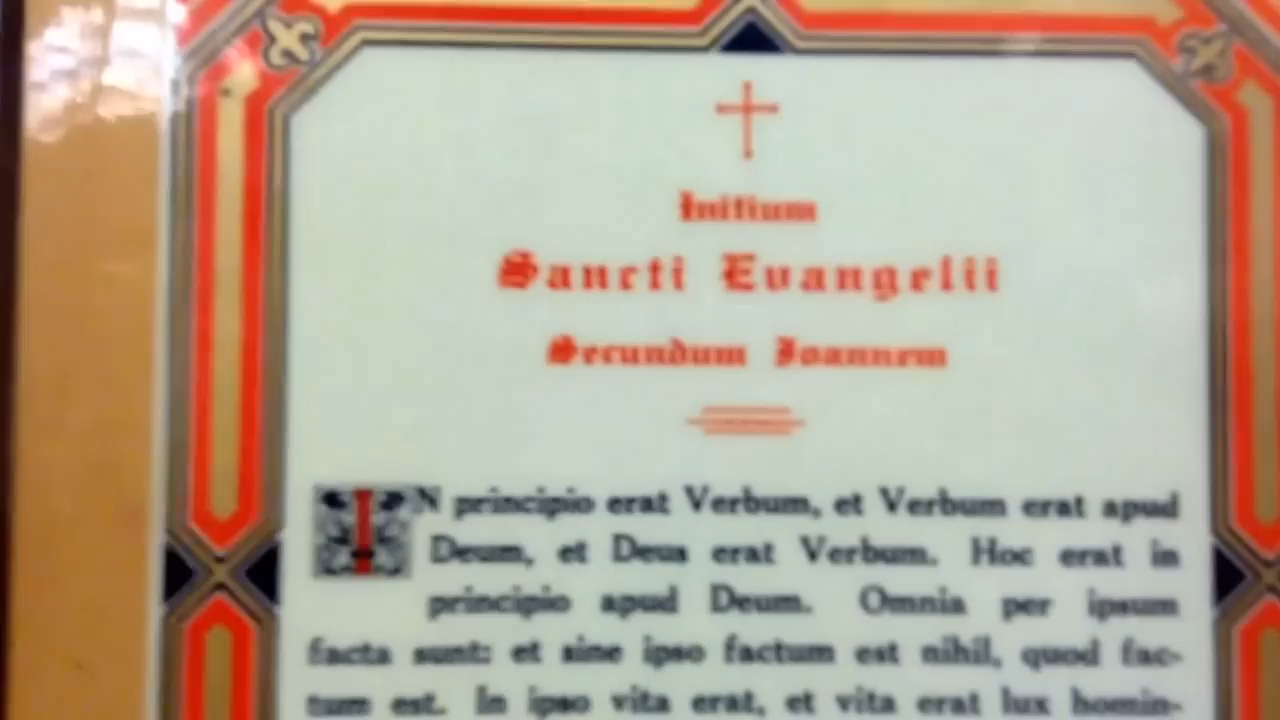 Initium
Sancti Evangelii
Secundum Ioannem
IN principio erat Verbum, et Verbum erat apud
Deum, et Deus erat Verbum. Hoc erat in
principio apud Deum. Omnia per ipsum
facta sunt: et sine ipso factum est nihil, quod fac-
tum est. In ipso vita erat, et vita erat lux homin-